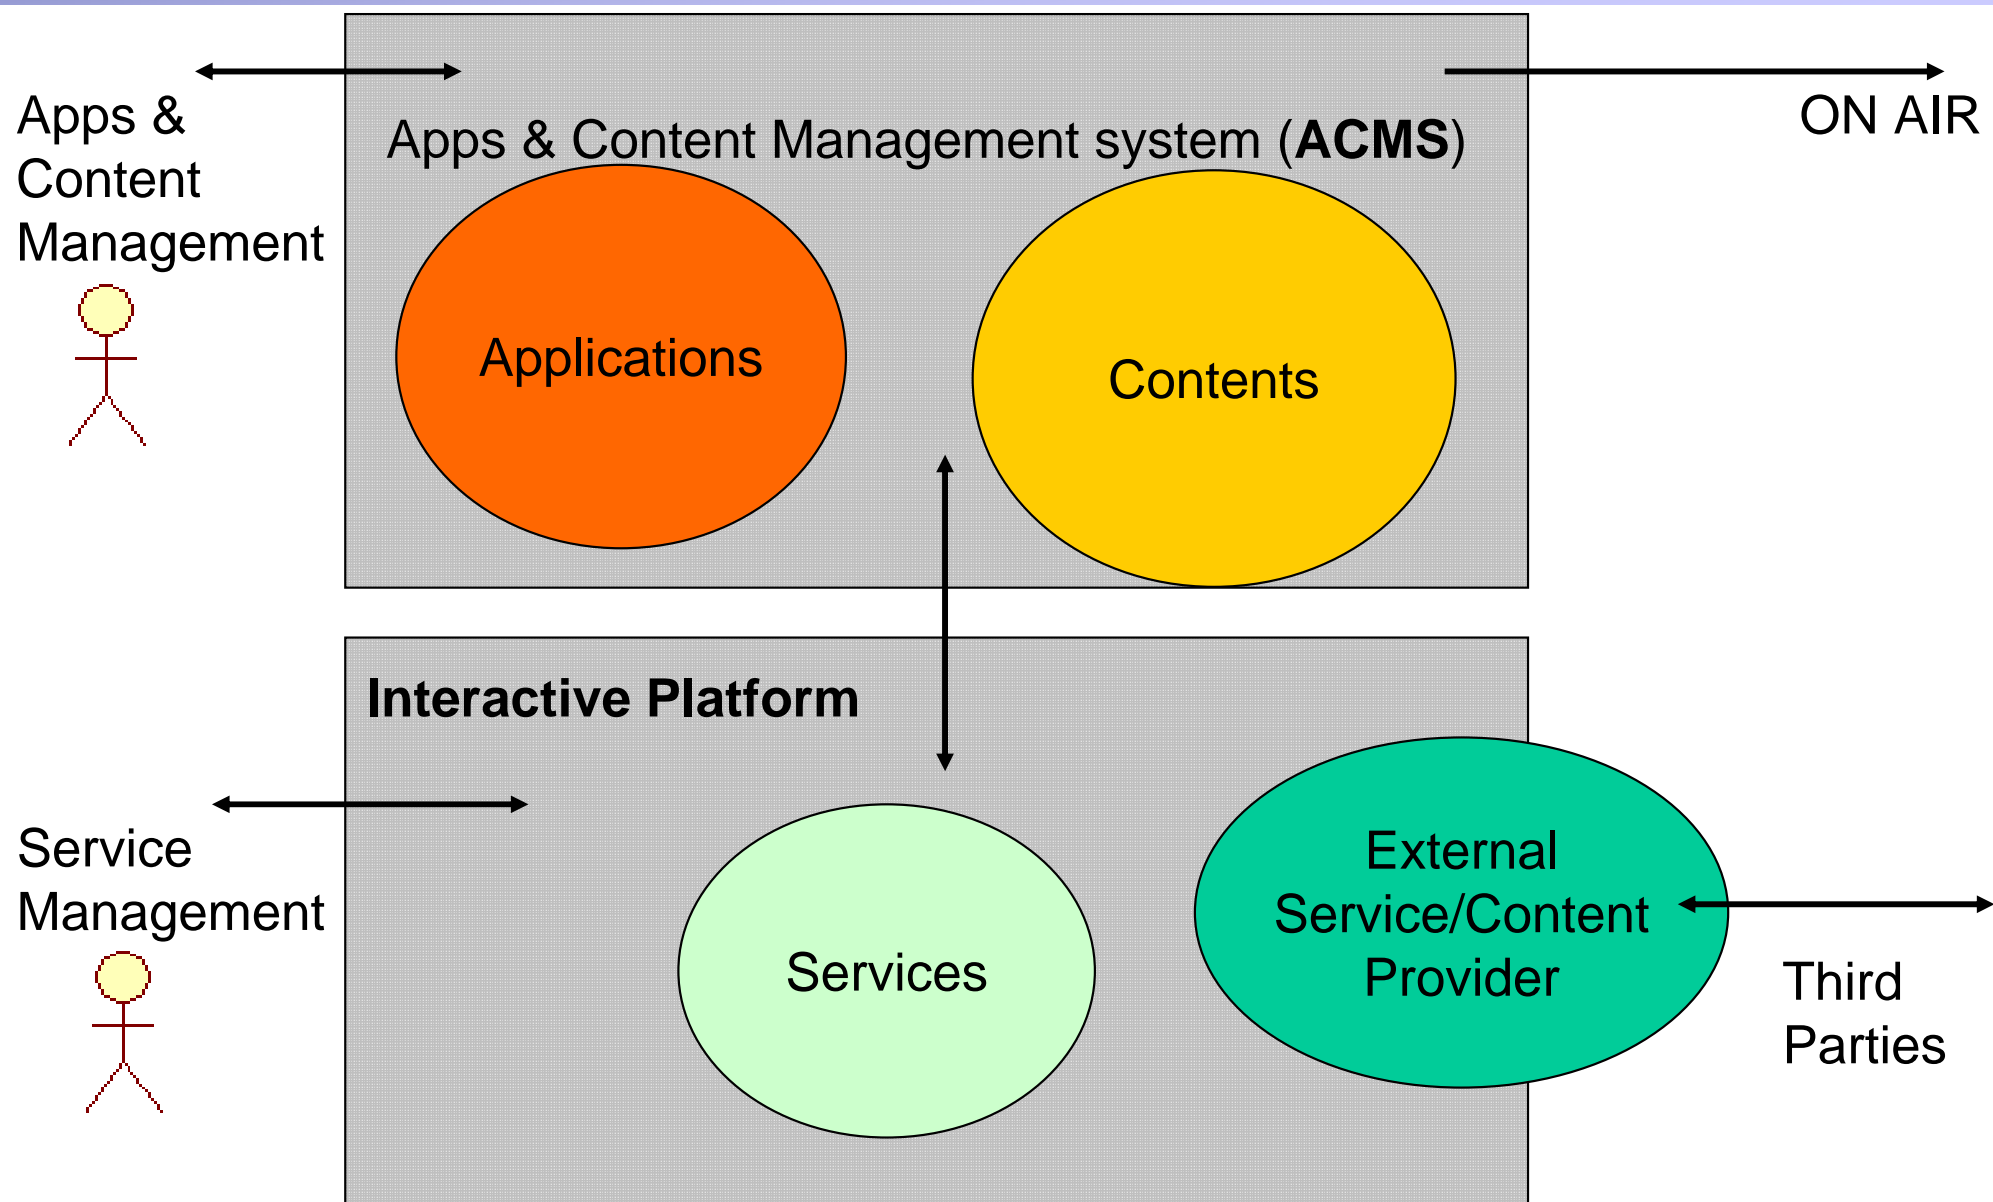 Apps &
Content
Management
Apps & Content Management system (ACMS)
ON AIR
Applications
Contents
Interactive Platform
Service
Management
Services
External
Service/Content
Provider
Third
Parties